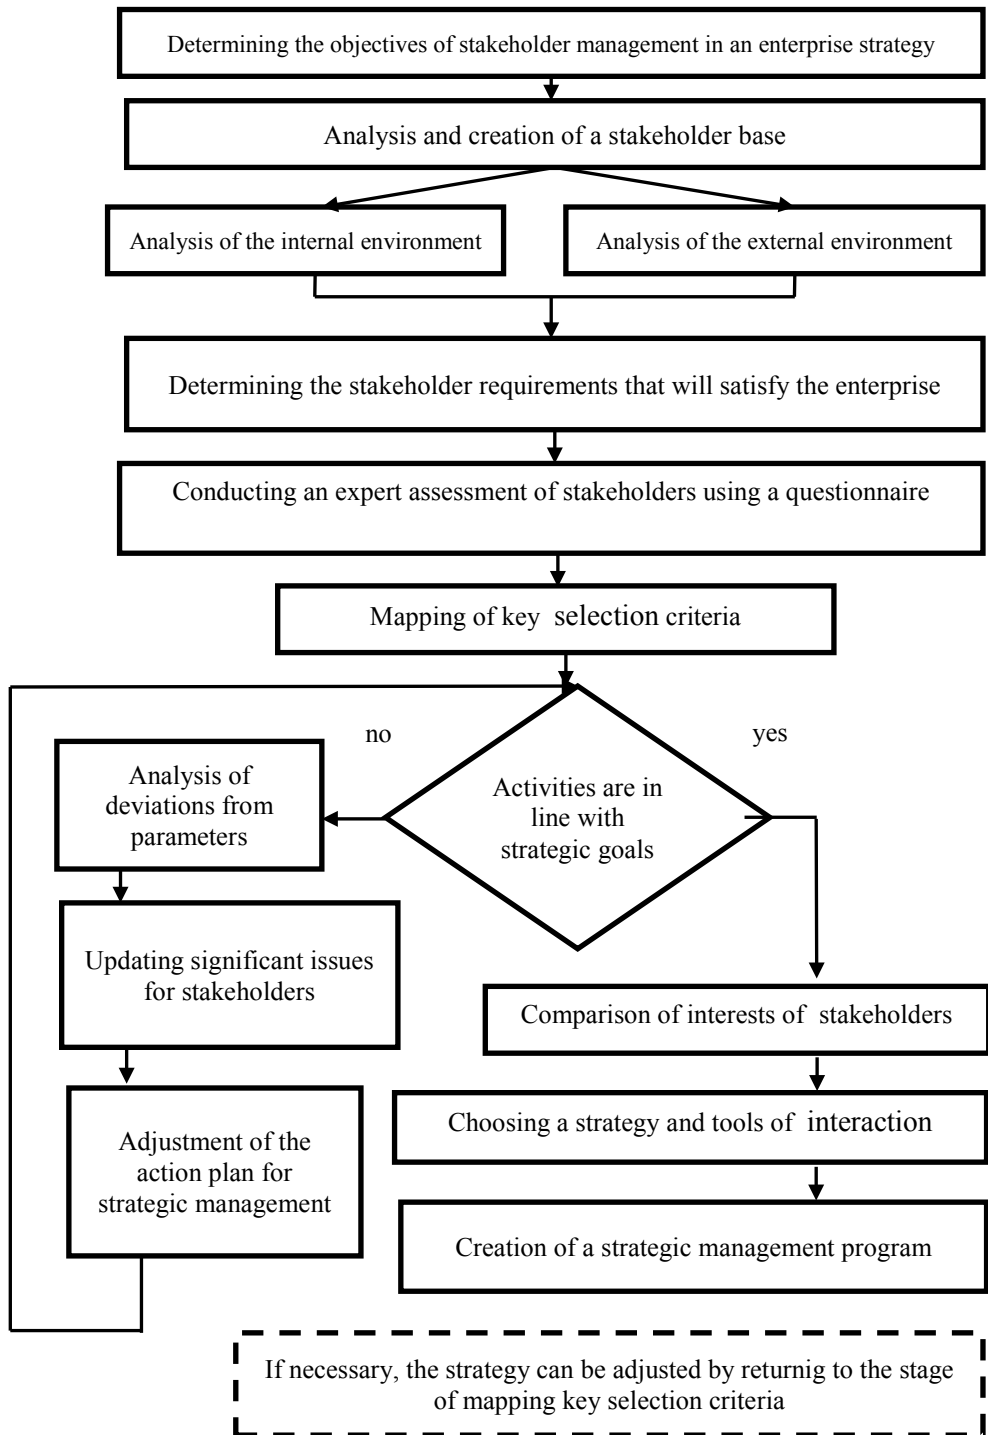 Determining the objectives of stakeholder management in an enterprise strategy
Analysis and creation of a stakeholder base
Analysis of the internal environment
Analysis of the external environment
Determining the stakeholder requirements that will satisfy the enterprise
Conducting an expert assessment of stakeholders using a questionnaire
Mapping of key selection criteria
no
yes
Activities are in
line with
strategic goals
Analysis of
deviations from
parameters
Updating significant issues
for stakeholders
Adjustment of the
action plan for
strategic management
Comparison of interests of stakeholders
Choosing a strategy and tools of interaction
Creation of a strategic management program
If necessary, the strategy can be adjusted by returnig to the stage
of mapping key selection criteria